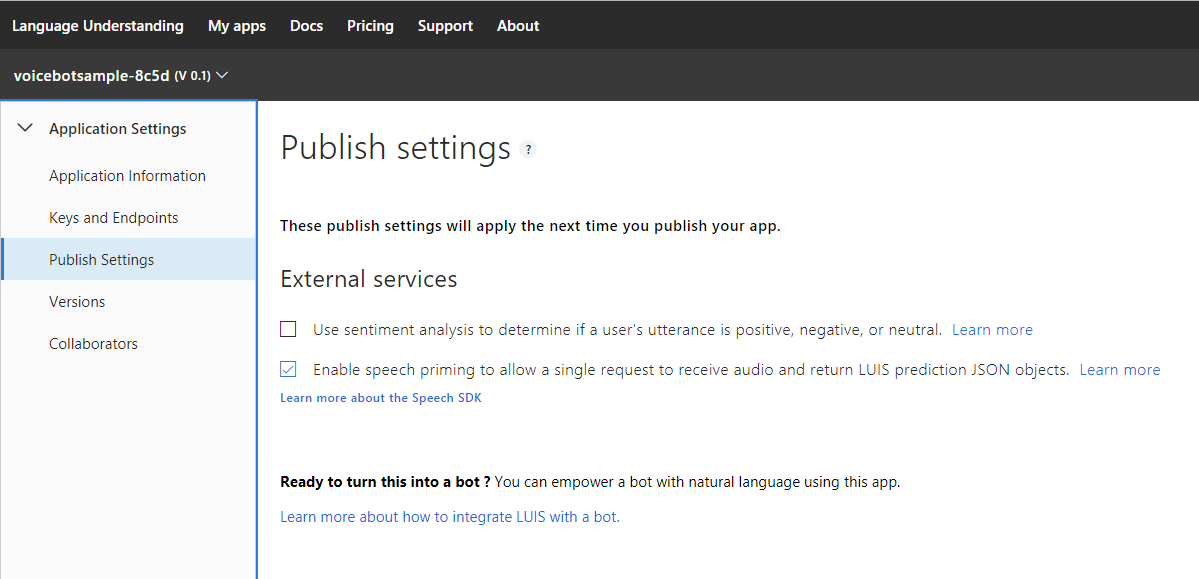 Language Understanding My apps Docs Pricing Support About
voicebotsample-8c5d (V 0.1)
Application Settings
Application Information
Keys and Endpoints
Publish Settings
Versions
Collaborators
Publish settings ?
These publish settings will apply the next time you publish your app.
External services
Use sentiment analysis to determine if a user's utterance is positive, negative, or neutral. Learn more
Enable speech priming to allow a single request to receive audio and return LUIS prediction JSON objects. Learn more
Learn more about the Speech SDK
Ready to turn this into a bot ? You can empower a bot with natural language using this app.
Learn more about how to integrate LUIS with a bot.